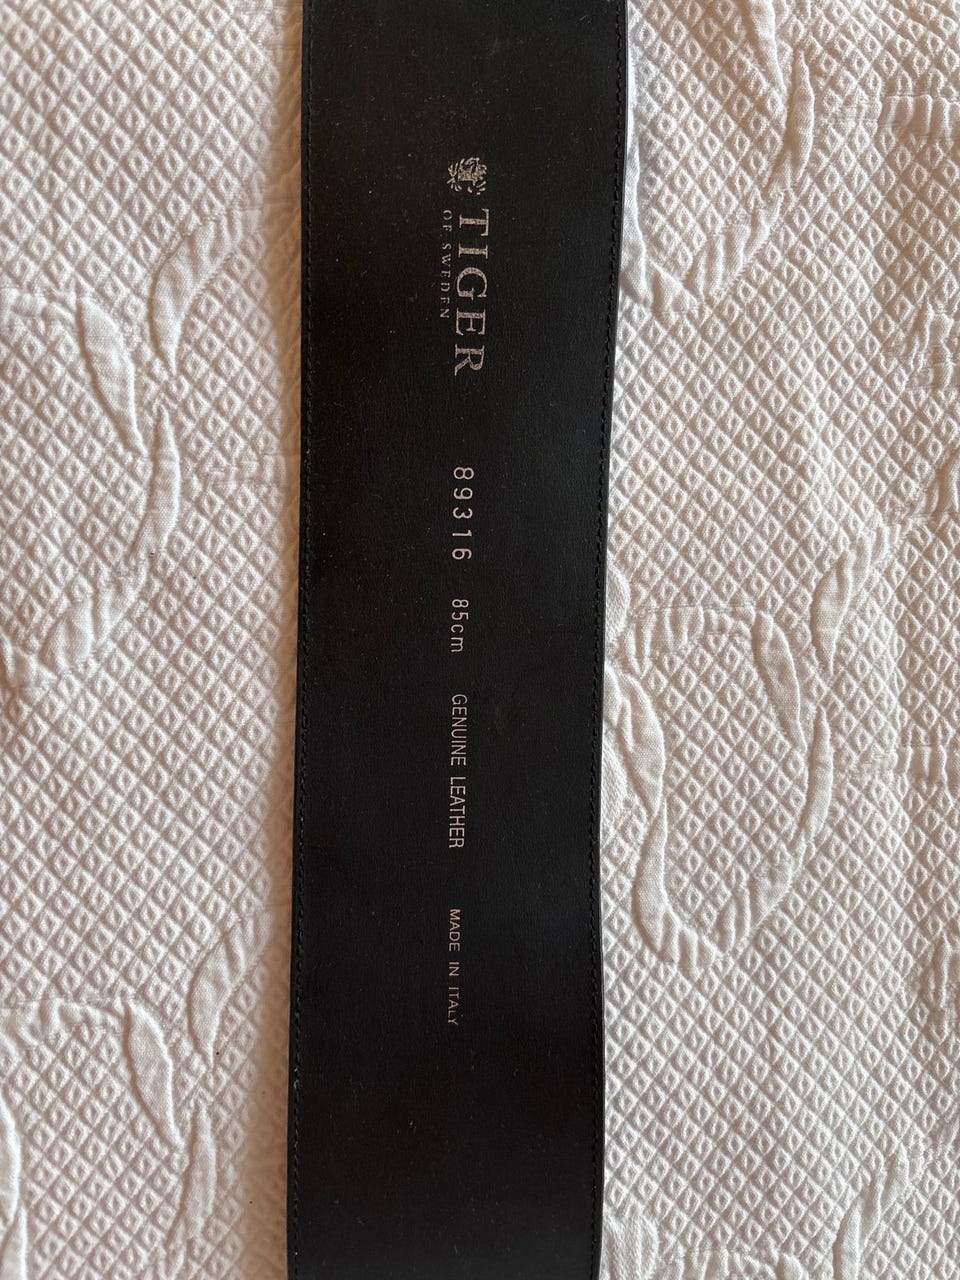 TIGER
OF SWEDEN
89316
85cm
GENUINE LEATHER
MADE IN ITALY